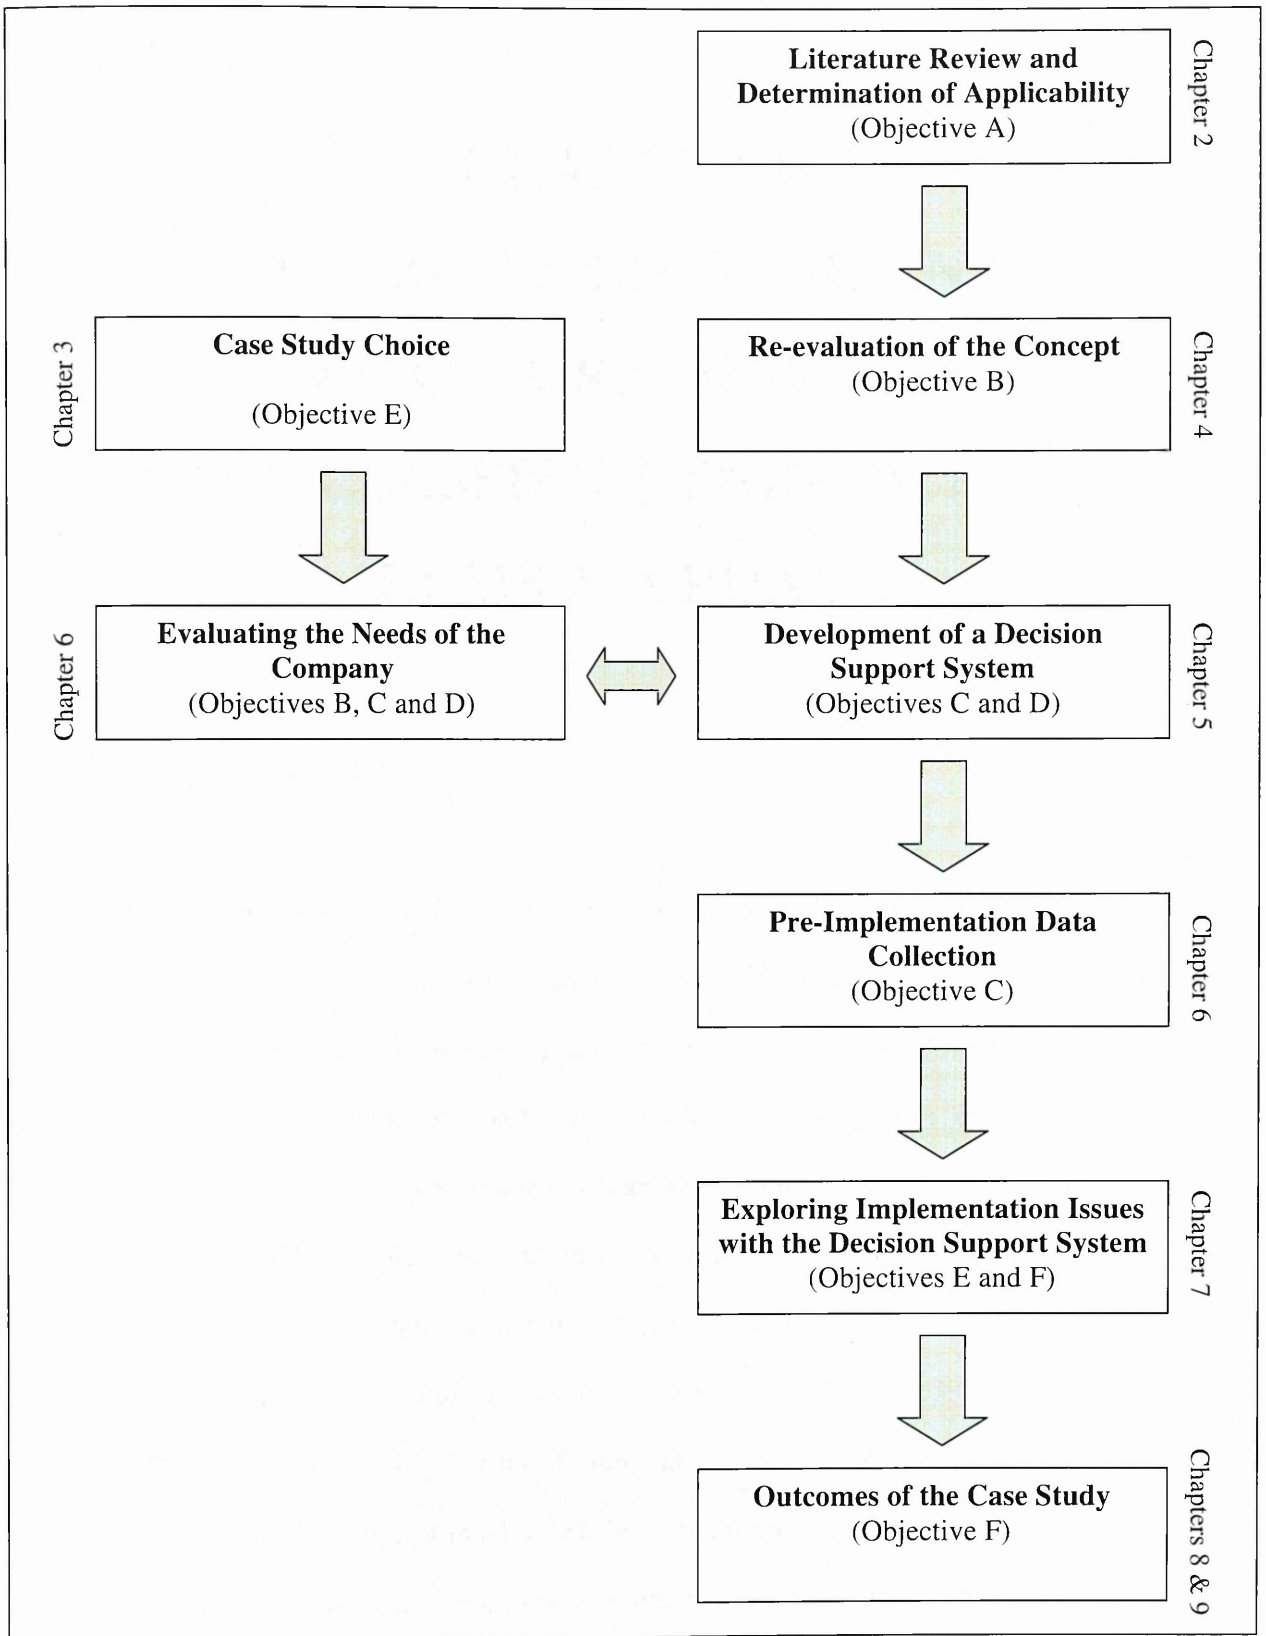 Literature Review and
Determination of Applicability
(Objective A)
Chapter 2
Chapter 3
Case Study Choice
(Objective E)
Re-evaluation of the Concept
(Objective B)
Chapter 4
Chapter 6
Evaluating the Needs of the
Company
(Objectives B, C and D)
Development of a Decision
Support System
(Objectives C and D)
Chapter 5
Pre-Implementation Data
Collection
(Objective C)
Chapter 6
Exploring Implementation Issues
with the Decision Support System
(Objectives E and F)
Chapter 7
Outcomes of the Case Study
(Objective F)
Chapters 8 & 9